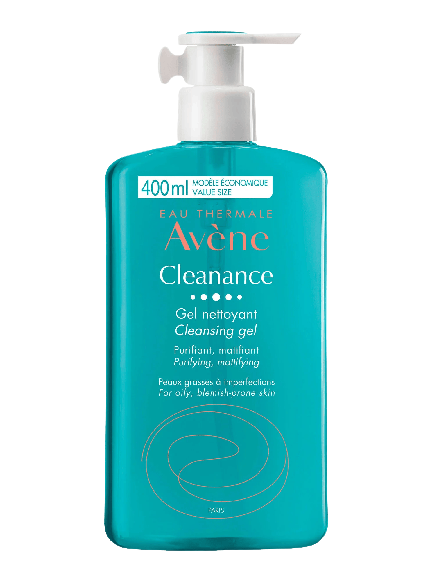 400ml MODÈLE ÉCONOMIQUE
VALUE SIZE
EAU THERMALE
Avène
Cleanance
Gel nettoyant
Cleansing gel
Purifiant, matifiant
Purifying, mattifying
Peaux grasses à imperfections
For oily, blemish-prone skin
PARIS